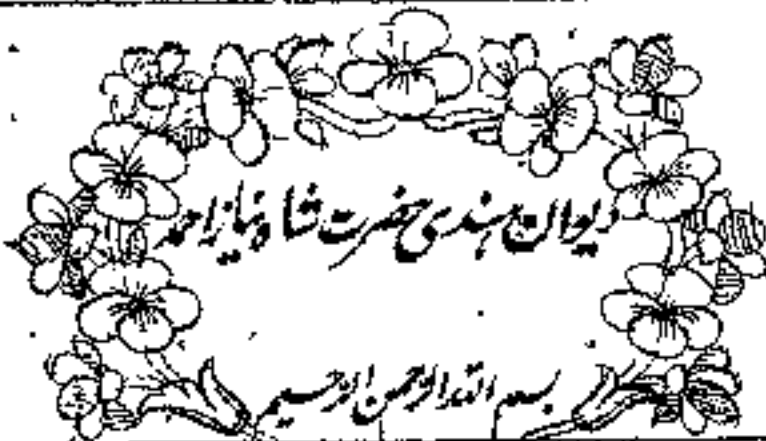 دیوان ہندی حضرت شاہ نیاز احمد
بسم اللہ الرحمن الرحیم